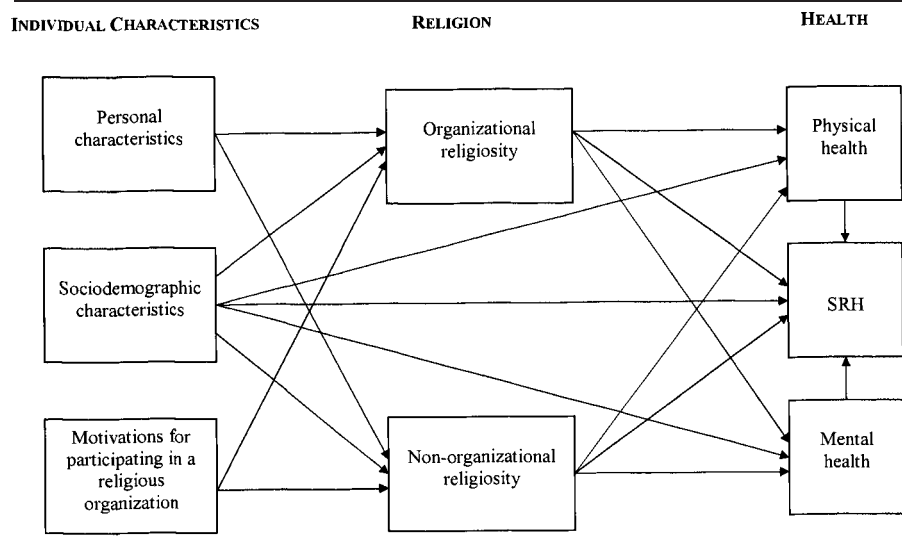 INDIVIDUAL CHARACTERISTICS
RELIGION
HEALTH
Personal
characteristics
Organizational
religiosity
Physical
health
Sociodemographic
characteristics
SRH
Motivations for
participating in a
religious
organization
Non-organizational
religiosity
Mental
health